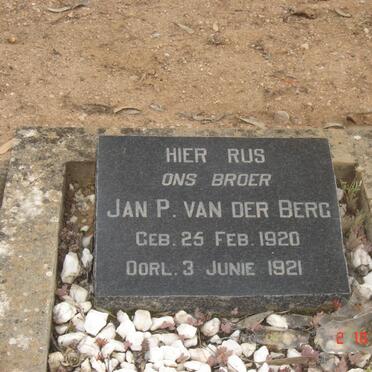 HIER RUS
ONS BROER
JAN P. VAN DER BERG
GEB. 25 FEB. 1920
OORL. 3 JUNIE 1921